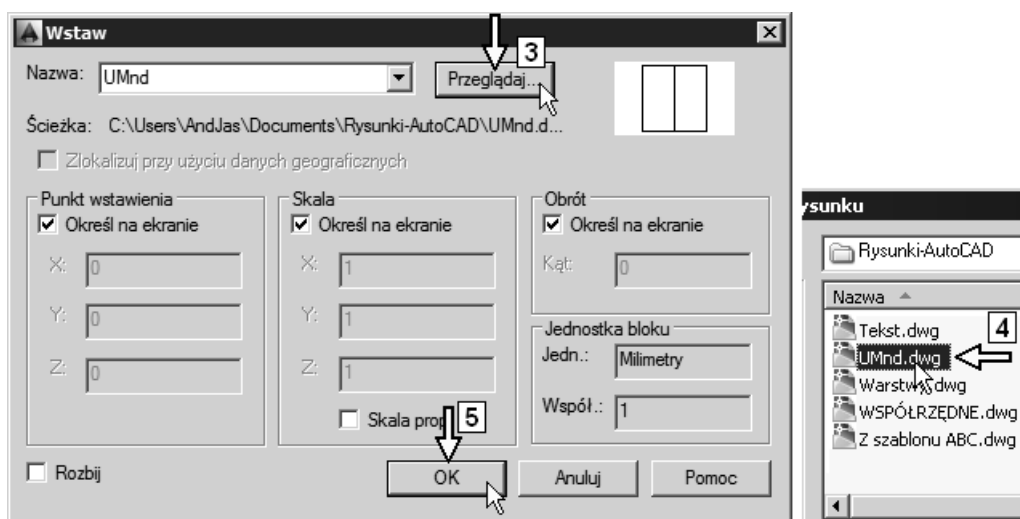 Wstaw
Nazwa: UMnd Przeglądaj... 3
Ścieżka: C:\Users\AndJas\Documents\Rysunki-AutoCAD\UMnd.d...
Zlokalizuj przy użyciu danych geograficznych
Punkt wstawienia
Określ na ekranie
X: 0
Y: 0
Z: 0
Skala
Określ na ekranie
X: 1
Y: 1
Z: 1
Skala prop
5
Obrót
Określ na ekranie
Kąt: 0
Jednostka bloku
Jedn.: Milimetry
Współ.: 1
Rozbij
OK Anuluj Pomoc
ysunku
Rysunki-AutoCAD
Nazwa
Tekst.dwg
UMnd.dwg 4
WSPÓŁRZĘDNE.dwg
Z szablonu ABC.dwg